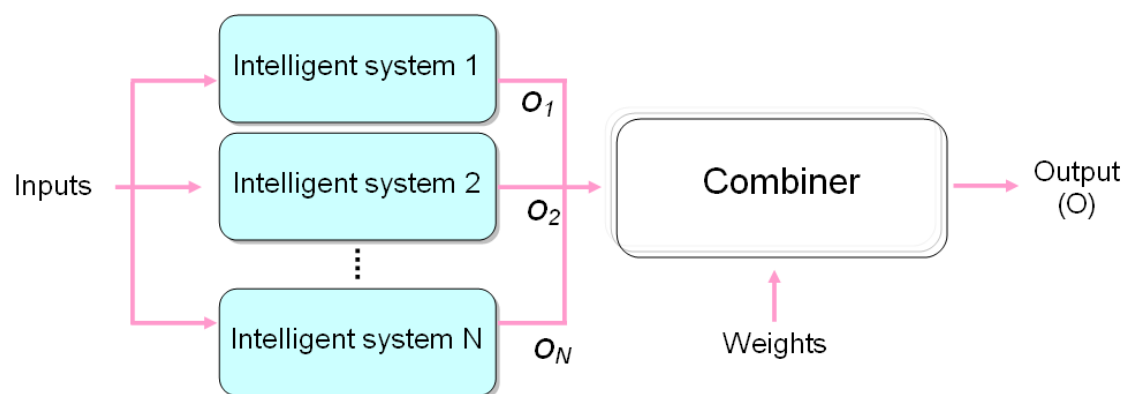 Intelligent system 1
O1
Inputs
Intelligent system 2
O2
Combiner
Output
(O)
Intelligent system N
ON
Weights